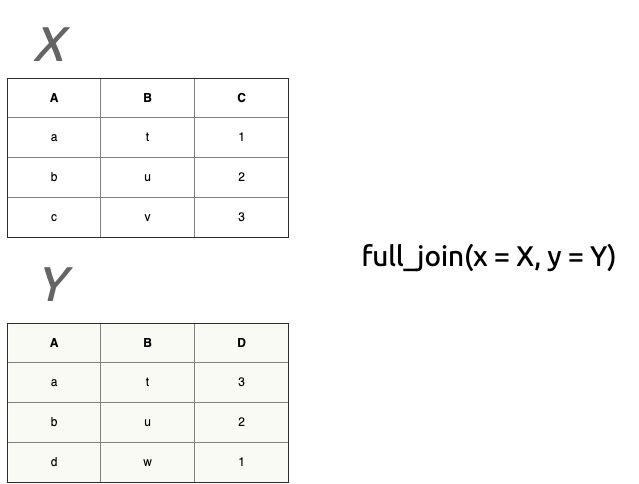 X
A B C
a t 1
b u 2
c v 3
full_join(x = X, y = Y)
Y
A B D
a t 3
b u 2
d w 1